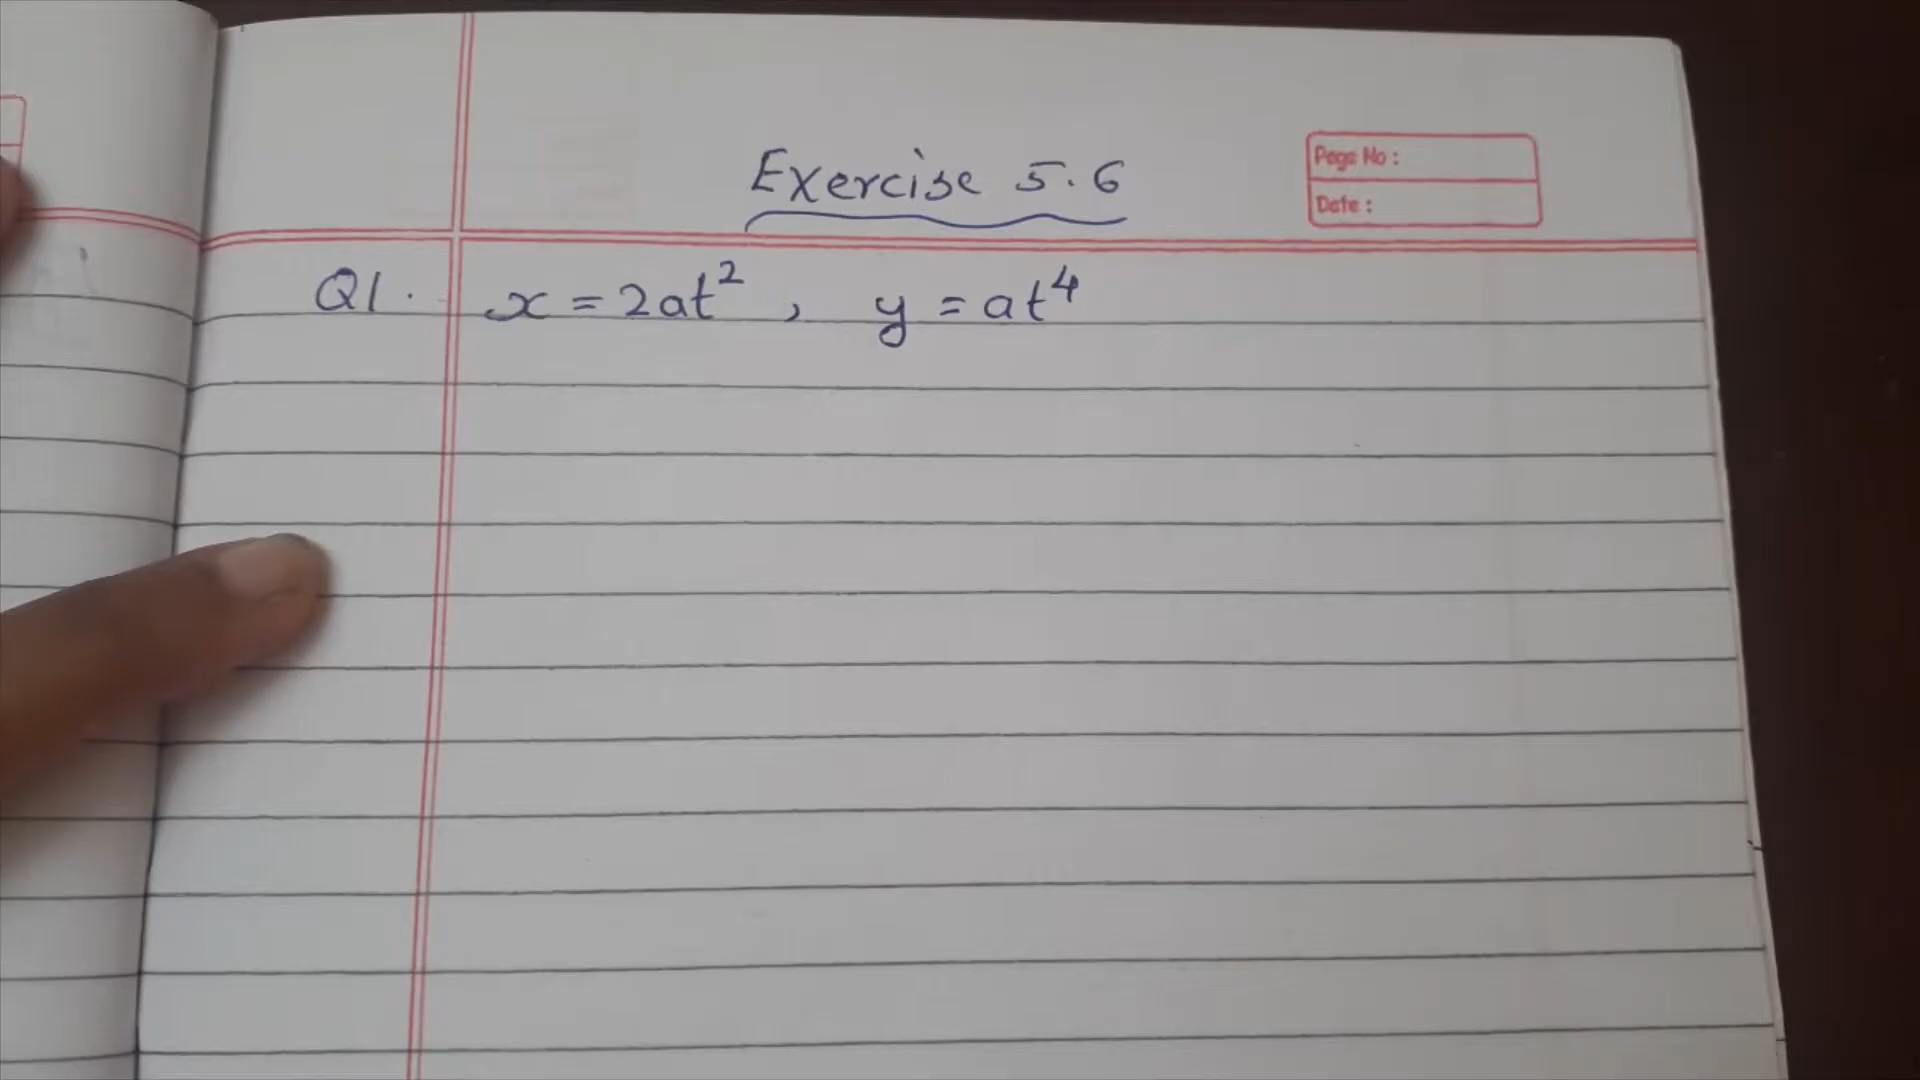 Exercise 5.6
Page No :
Date :
Q1. x = 2at², y = at⁴